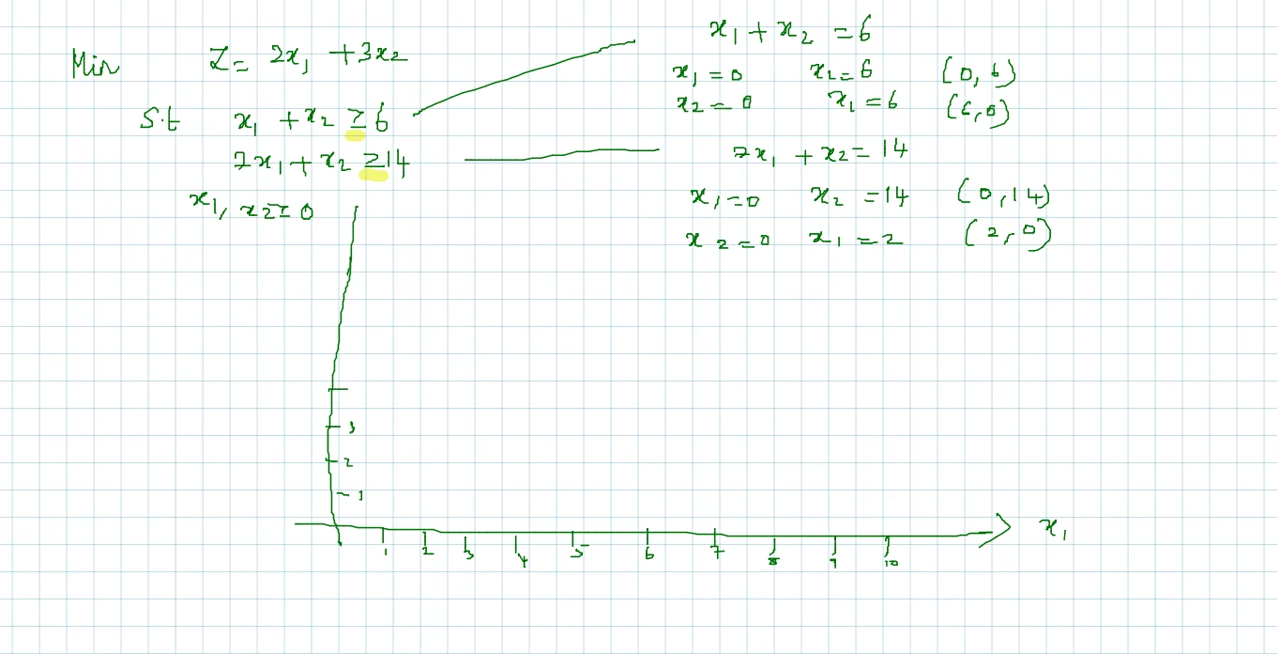 Min Z = 2x₁ + 3x₂
S.t x₁ + x₂ ≥ 6
7x₁ + x₂ ≥ 14
x₁, x₂ ≥ 0
x₁ + x₂ = 6
x₁ = 0 x₂ = 6 (0, 6)
x₂ = 0 x₁ = 6 (6, 0)
7x₁ + x₂ = 14
x₁ = 0 x₂ = 14 (0, 14)
x₂ = 0 x₁ = 2 (2, 0)
3
2
1
x₁
1 2 3 4 5 6 7 8 9 10